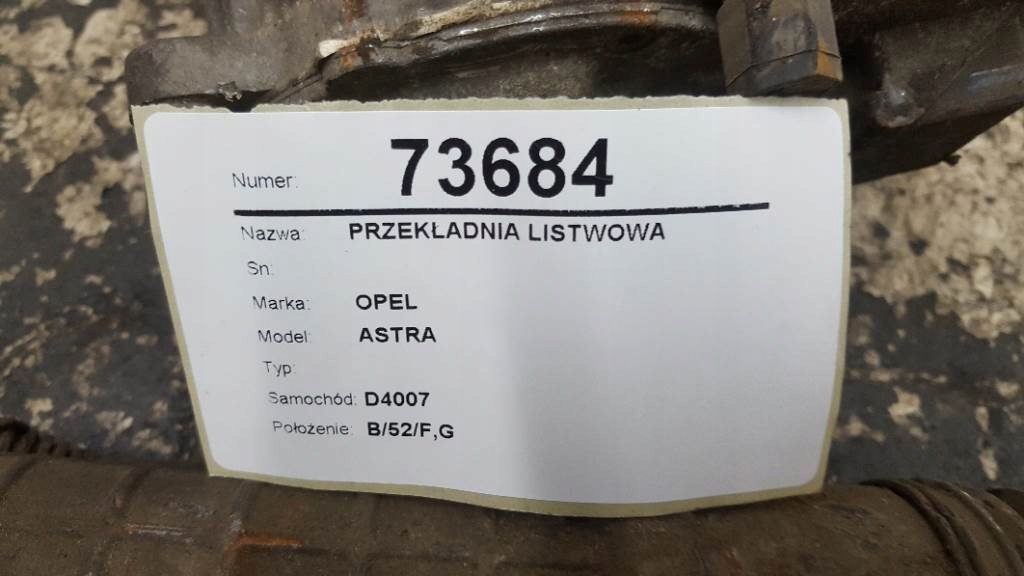 Numer: 73684
Nazwa: PRZEKŁADNIA LISTWOWA
Sn:
Marka: OPEL
Model: ASTRA
Typ:
Samochód: D4007
Położenie: B/52/F,G